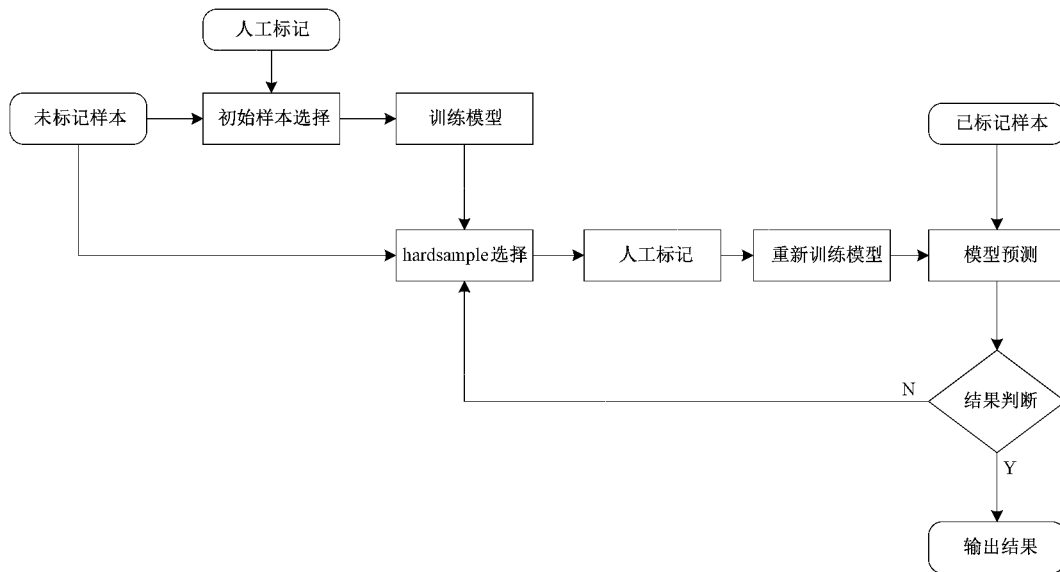 人工标记
未标记样本
初始样本选择
训练模型
已标记样本
hardsample选择
人工标记
重新训练模型
模型预测
N
结果判断
Y
输出结果